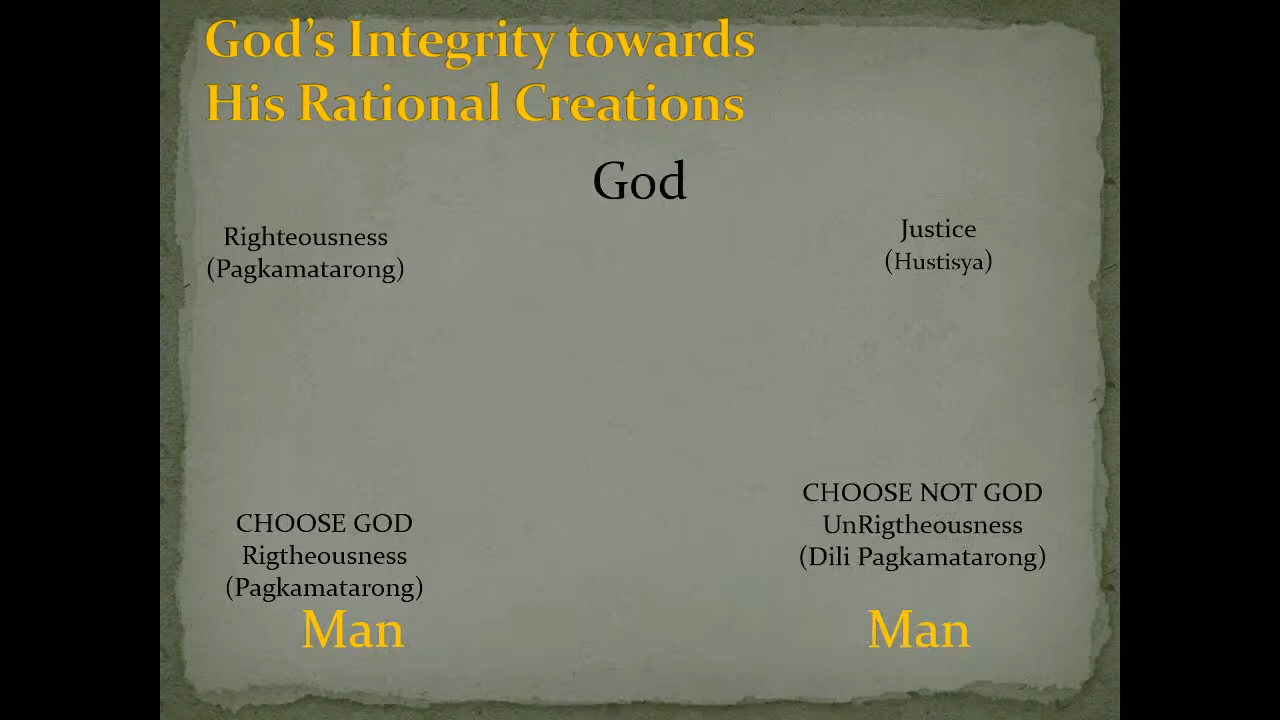 God's Integrity towards
His Rational Creations
God
Righteousness
(Pagkamatarong)
Justice
(Hustisya)
CHOOSE GOD
Rigtheousness
(Pagkamatarong)
Man
CHOOSE NOT GOD
UnRigtheousness
(Dili Pagkamatarong)
Man